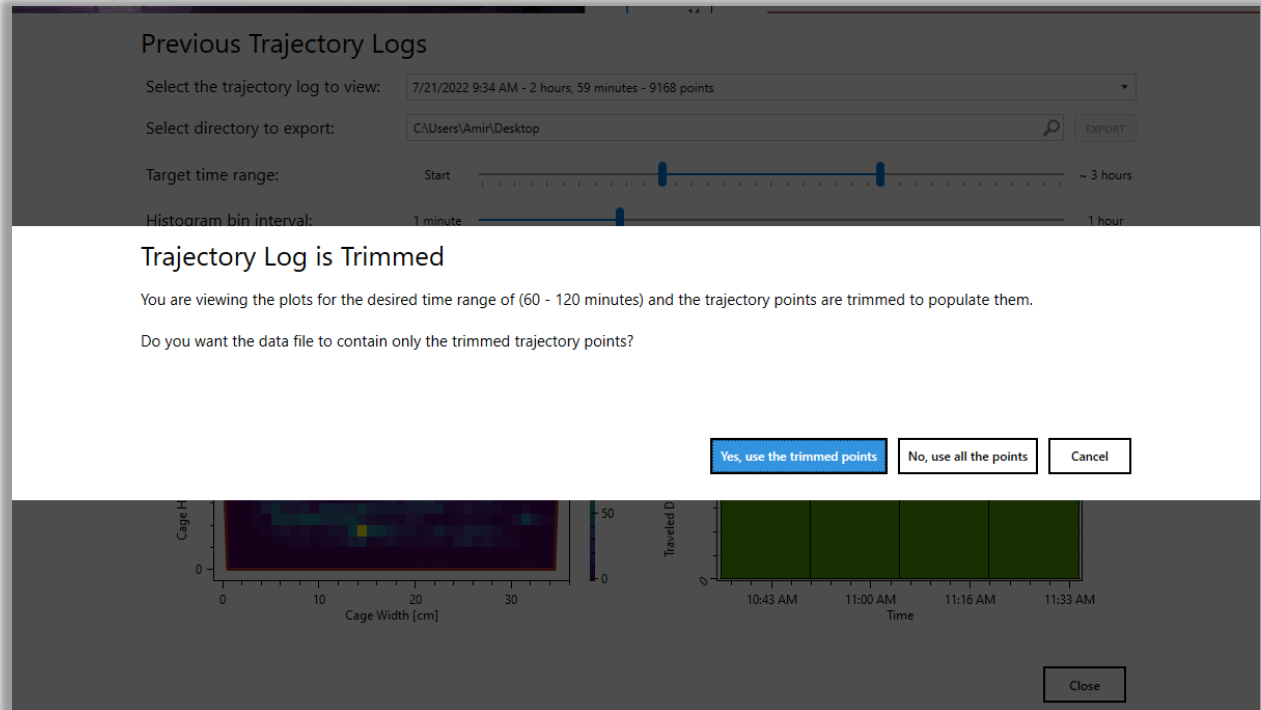 14
Previous Trajectory Logs
Select the trajectory log to view:
7/21/2022 9:34 AM - 2 hours, 59 minutes - 9168 points
Select directory to export:
C:\Users\Amir\Desktop
EXPORT
Target time range:
Start
~ 3 hours
Histogram bin interval:
1 minute
1 hour
Trajectory Log is Trimmed
You are viewing the plots for the desired time range of (60 - 120 minutes) and the trajectory points are trimmed to populate them.
Do you want the data file to contain only the trimmed trajectory points?
Yes, use the trimmed points
No, use all the points
Cancel
Cage H
0
0
10
20
30
Cage Width [cm]
50
0
Traveled D
0
10:43 AM
11:00 AM
11:16 AM
11:33 AM
Time
Close